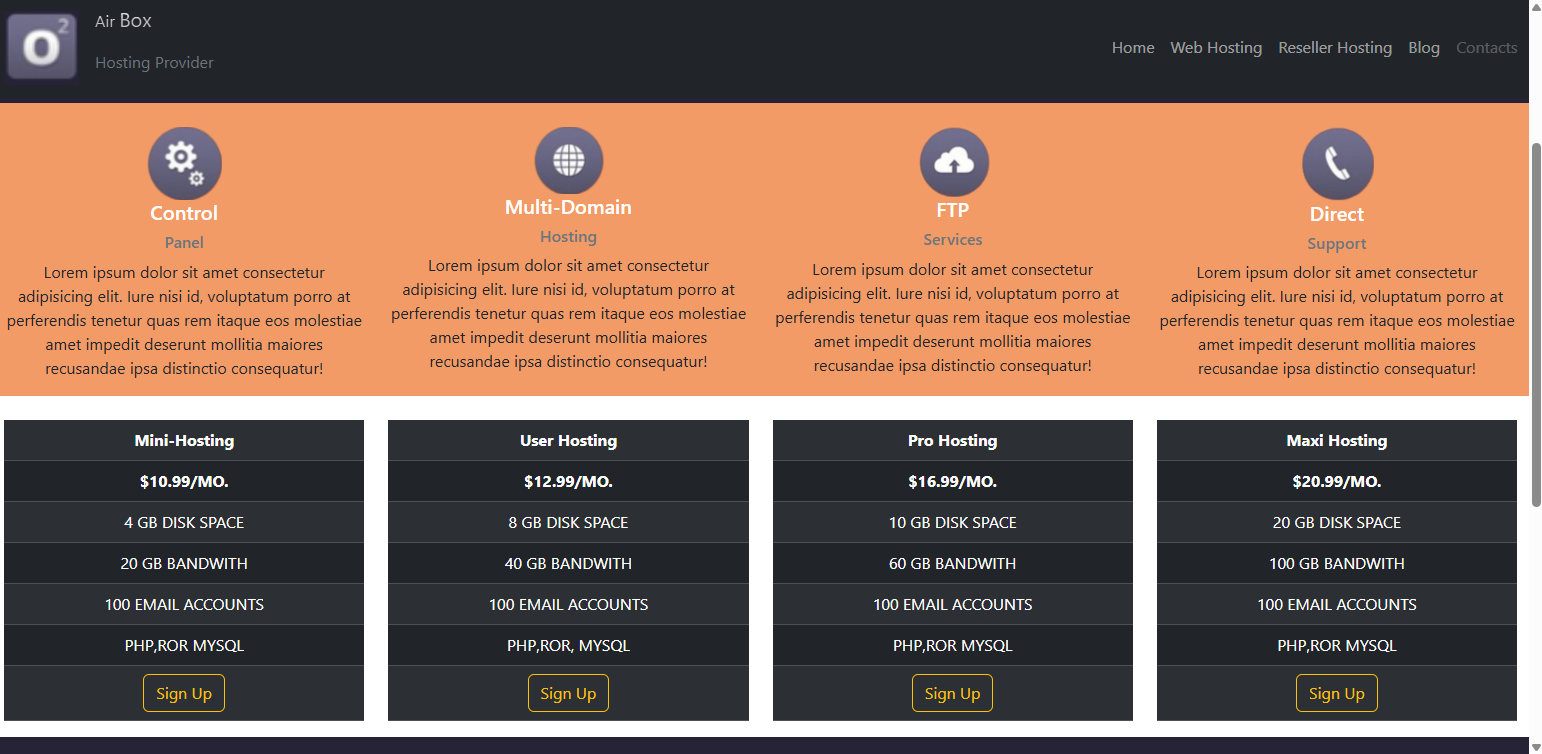 O2
Air Box
Hosting Provider
Home Web Hosting Reseller Hosting Blog Contacts
Control
Panel
Lorem ipsum dolor sit amet consectetur
adipisicing elit. Iure nisi id, voluptatum porro at
perferendis tenetur quas rem itaque eos molestiae
amet impedit deserunt mollitia maiores
recusandae ipsa distinctio consequatur!
Multi-Domain
Hosting
Lorem ipsum dolor sit amet consectetur
adipisicing elit. Iure nisi id, voluptatum porro at
perferendis tenetur quas rem itaque eos molestiae
amet impedit deserunt mollitia maiores
recusandae ipsa distinctio consequatur!
FTP
Services
Lorem ipsum dolor sit amet consectetur
adipisicing elit. Iure nisi id, voluptatum porro at
perferendis tenetur quas rem itaque eos molestiae
amet impedit deserunt mollitia maiores
recusandae ipsa distinctio consequatur!
Direct
Support
Lorem ipsum dolor sit amet consectetur
adipisicing elit. Iure nisi id, voluptatum porro at
perferendis tenetur quas rem itaque eos molestiae
amet impedit deserunt mollitia maiores
recusandae ipsa distinctio consequatur!
Mini-Hosting
$10.99/MO.
4 GB DISK SPACE
20 GB BANDWITH
100 EMAIL ACCOUNTS
PHP,ROR MYSQL
Sign Up
User Hosting
$12.99/MO.
8 GB DISK SPACE
40 GB BANDWITH
100 EMAIL ACCOUNTS
PHP,ROR, MYSQL
Sign Up
Pro Hosting
$16.99/MO.
10 GB DISK SPACE
60 GB BANDWITH
100 EMAIL ACCOUNTS
PHP,ROR MYSQL
Sign Up
Maxi Hosting
$20.99/MO.
20 GB DISK SPACE
100 GB BANDWITH
100 EMAIL ACCOUNTS
PHP,ROR MYSQL
Sign Up